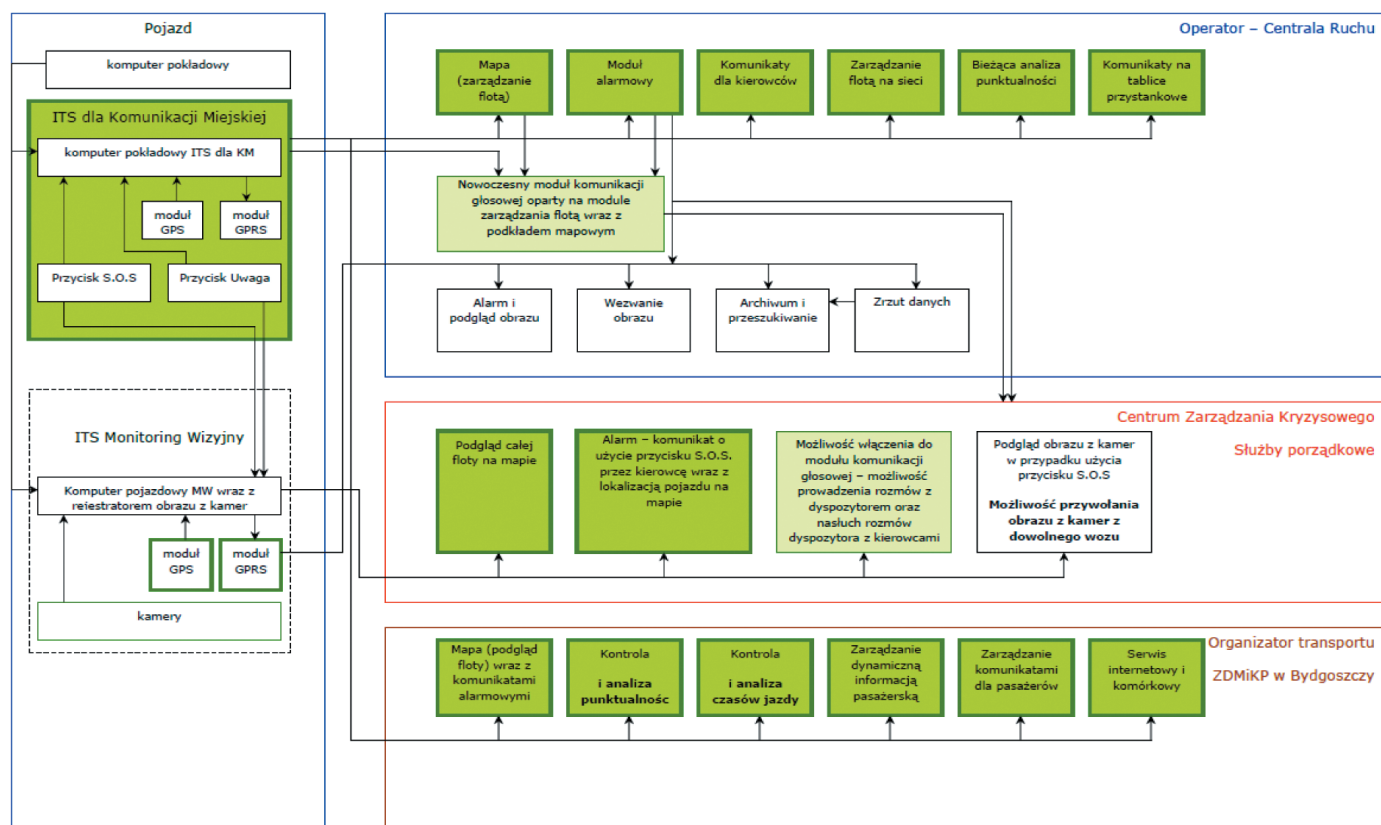 Pojazd
komputer pokładowy
ITS dla Komunikacji Miejskiej
komputer pokładowy ITS dla KM
moduł
GPS
moduł
GPRS
Przycisk S.O.S
Przycisk Uwaga
ITS Monitoring Wizyjny
Komputer pojazdowy MW wraz z
reiestratorem obrazu z kamer
moduł
GPS
moduł
GPRS
kamery
Operator – Centrala Ruchu
Mapa
(zarządzanie
flotą)
Moduł
alarmowy
Komunikaty
dla kierowców
Zarządzanie
flotą na sieci
Bieżąca analiza
punktualności
Komunikaty na
tablice
przystankowe
Nowoczesny moduł komunikacji
głosowej oparty na module
zarządzania flotą wraz z
podkładem mapowym
Alarm i
podgląd obrazu
Wezwanie
obrazu
Archiwum i
przeszukiwanie
Zrzut danych
Centrum Zarządzania Kryzysowego
Służby porządkowe
Podgląd całej
floty na mapie
Alarm – komunikat o
użycie przycisku S.O.S.
przez kierowcę wraz z
lokalizacją pojazdu na
mapie
Możliwość włączenia do
modułu komunikacji
głosowej – możliwość
prowadzenia rozmów z
dyspozytorem oraz
nasłuch rozmów
dyspozytora z kierowcami
Podgląd obrazu z kamer
w przypadku użycia
przycisku S.O.S
Możliwość przywołania
obrazu z kamer z
dowolnego wozu
Organizator transportu
ZDMiKP w Bydgoszczy
Mapa (podgląd
floty) wraz z
komunikatami
alarmowymi
Kontrola
i analiza
punktualnośc
Kontrola
i analiza
czasów jazdy
Zarządzanie
dynamiczną
informacją
pasażerską
Zarządzanie
komunikatami
dla pasażerów
Serwis
internetowy i
komórkowy